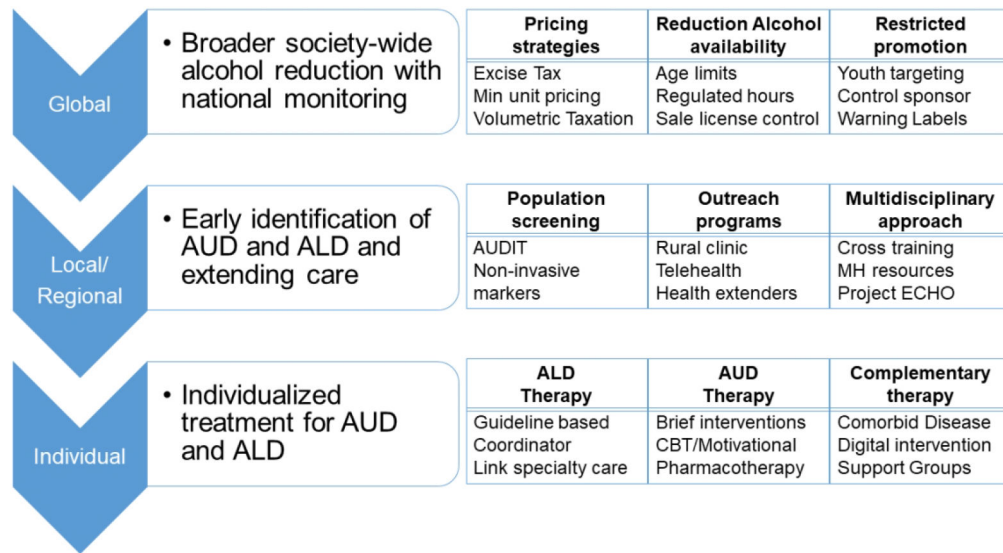 Global
• Broader society-wide
alcohol reduction with
national monitoring
Pricing
strategies
Excise Tax
Min unit pricing
Volumetric Taxation
Reduction Alcohol
availability
Age limits
Regulated hours
Sale license control
Restricted
promotion
Youth targeting
Control sponsor
Warning Labels
Local/
Regional
• Early identification of
AUD and ALD and
extending care
Population
screening
AUDIT
Non-invasive
markers
Outreach
programs
Rural clinic
Telehealth
Health extenders
Multidisciplinary
approach
Cross training
MH resources
Project ECHO
Individual
• Individualized
treatment for AUD
and ALD
ALD
Therapy
Guideline based
Coordinator
Link specialty care
AUD
Therapy
Brief interventions
CBT/Motivational
Pharmacotherapy
Complementary
therapy
Comorbid Disease
Digital intervention
Support Groups